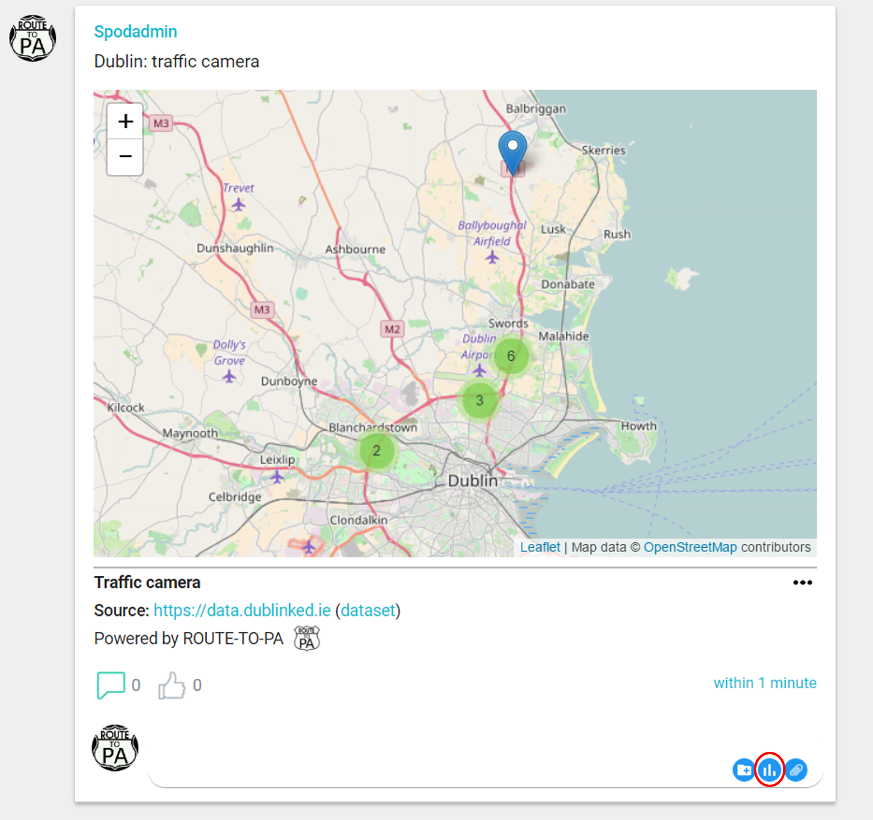 ROUTE
TO
PA
Spodadmin
Dublin: traffic camera
+
−
M3
Balbriggan
Skerries
Trevet
Ballyboughal
Airfield
Lusk
Rush
Dunshaughlin
Ashbourne
Donabate
M3
M2
Swords
Malahide
Dublin
Airport
6
Dolly's
Grove
Dunboyne
3
Kilcock
Blanchardstown
Howth
Maynooth
2
Leixlip
Dublin
Celbridge
Clondalkin
Leaflet | Map data © OpenStreetMap contributors
Traffic camera
•••
Source: https://data.dublinked.ie (dataset)
Powered by ROUTE-TO-PA
ROUTE
TO
PA
0
0
within 1 minute
ROUTE
TO
PA